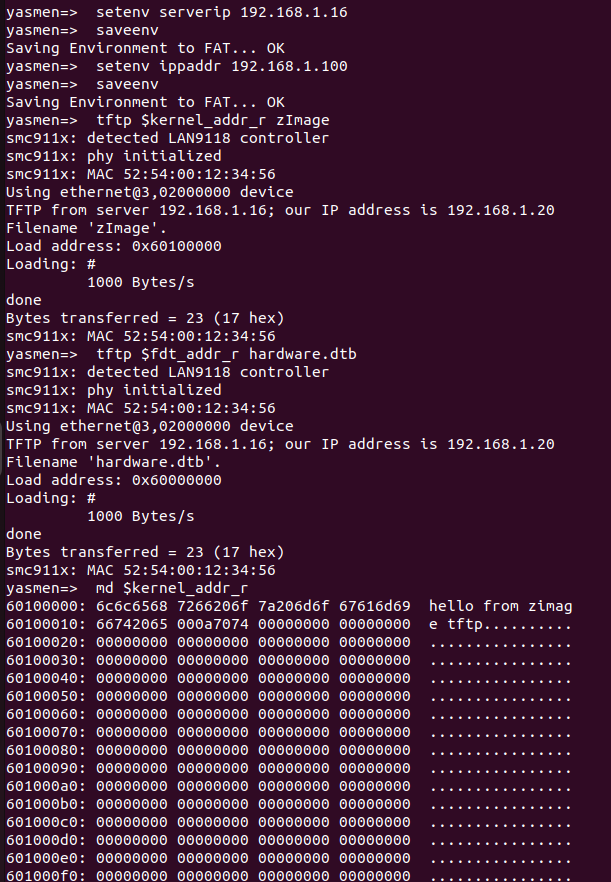 yasmen=>  setenv serverip 192.168.1.16
yasmen=>  saveenv
Saving Environment to FAT... OK
yasmen=>  setenv ippaddr 192.168.1.100
yasmen=>  saveenv
Saving Environment to FAT... OK
yasmen=>  tftp $kernel_addr_r zImage
smc911x: detected LAN9118 controller
smc911x: phy initialized
smc911x: MAC 52:54:00:12:34:56
Using ethernet@3,02000000 device
TFTP from server 192.168.1.16; our IP address is 192.168.1.20
Filename 'zImage'.
Load address: 0x60100000
Loading: #
         1000 Bytes/s
done
Bytes transferred = 23 (17 hex)
smc911x: MAC 52:54:00:12:34:56
yasmen=>  tftp $fdt_addr_r hardware.dtb
smc911x: detected LAN9118 controller
smc911x: phy initialized
smc911x: MAC 52:54:00:12:34:56
Using ethernet@3,02000000 device
TFTP from server 192.168.1.16; our IP address is 192.168.1.20
Filename 'hardware.dtb'.
Load address: 0x60000000
Loading: #
         1000 Bytes/s
done
Bytes transferred = 23 (17 hex)
smc911x: MAC 52:54:00:12:34:56
yasmen=>  md $kernel_addr_r
60100000: 6c6c6568 7266206f 7a206d6f 67616d69  hello from zimag
60100010: 66742065 000a7074 00000000 00000000  e tftp..........
60100020: 00000000 00000000 00000000 00000000  ................
60100030: 00000000 00000000 00000000 00000000  ................
60100040: 00000000 00000000 00000000 00000000  ................
60100050: 00000000 00000000 00000000 00000000  ................
60100060: 00000000 00000000 00000000 00000000  ................
60100070: 00000000 00000000 00000000 00000000  ................
60100080: 00000000 00000000 00000000 00000000  ................
60100090: 00000000 00000000 00000000 00000000  ................
601000a0: 00000000 00000000 00000000 00000000  ................
601000b0: 00000000 00000000 00000000 00000000  ................
601000c0: 00000000 00000000 00000000 00000000  ................
601000d0: 00000000 00000000 00000000 00000000  ................
601000e0: 00000000 00000000 00000000 00000000  ................
601000f0: 00000000 00000000 00000000 00000000  ................